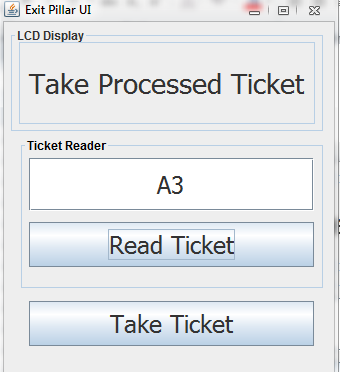 Exit Pillar UI
LCD Display
Take Processed Ticket
Ticket Reader
A3
Read Ticket
Take Ticket